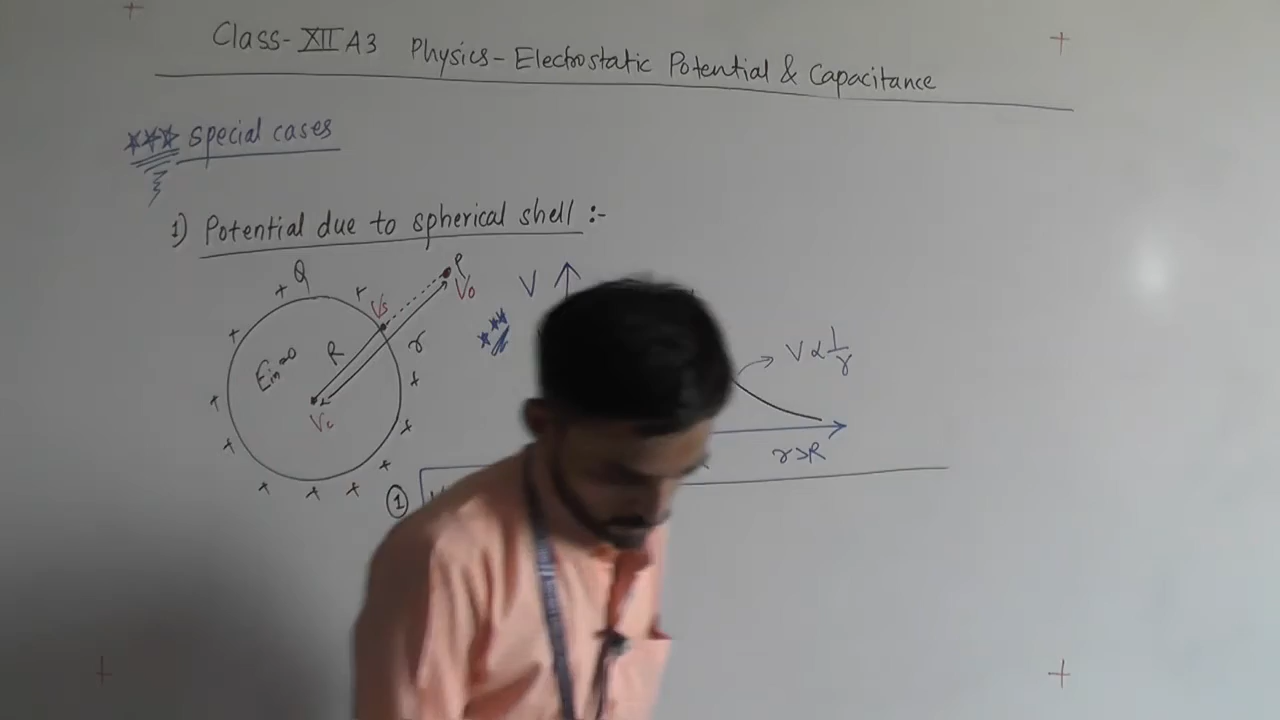 Class-XII A3 Physics-Electrostatic Potential & Capacitance
*** special cases
1) Potential due to spherical shell :-
Q
P
V
Vs
Vo
***
R
r
Ein=0
V ∝ 1/r
Vc
r>R
1